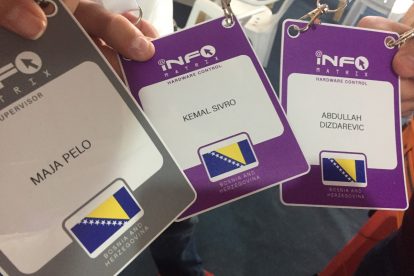 INFO
MATRIX
SUPERVISOR
MAJA PELO
BOSNIA AND
HERZEGOVINA
INFO
MATRIX
HARDWARE CONTROL
KEMAL SIVRO
BOSNIA AND
HERZEGOVINA
INFO
MATRIX
HARDWARE CONTROL
ABDULLAH
DIZDAREVIC
BOSNIA AND
HERZEGOVINA